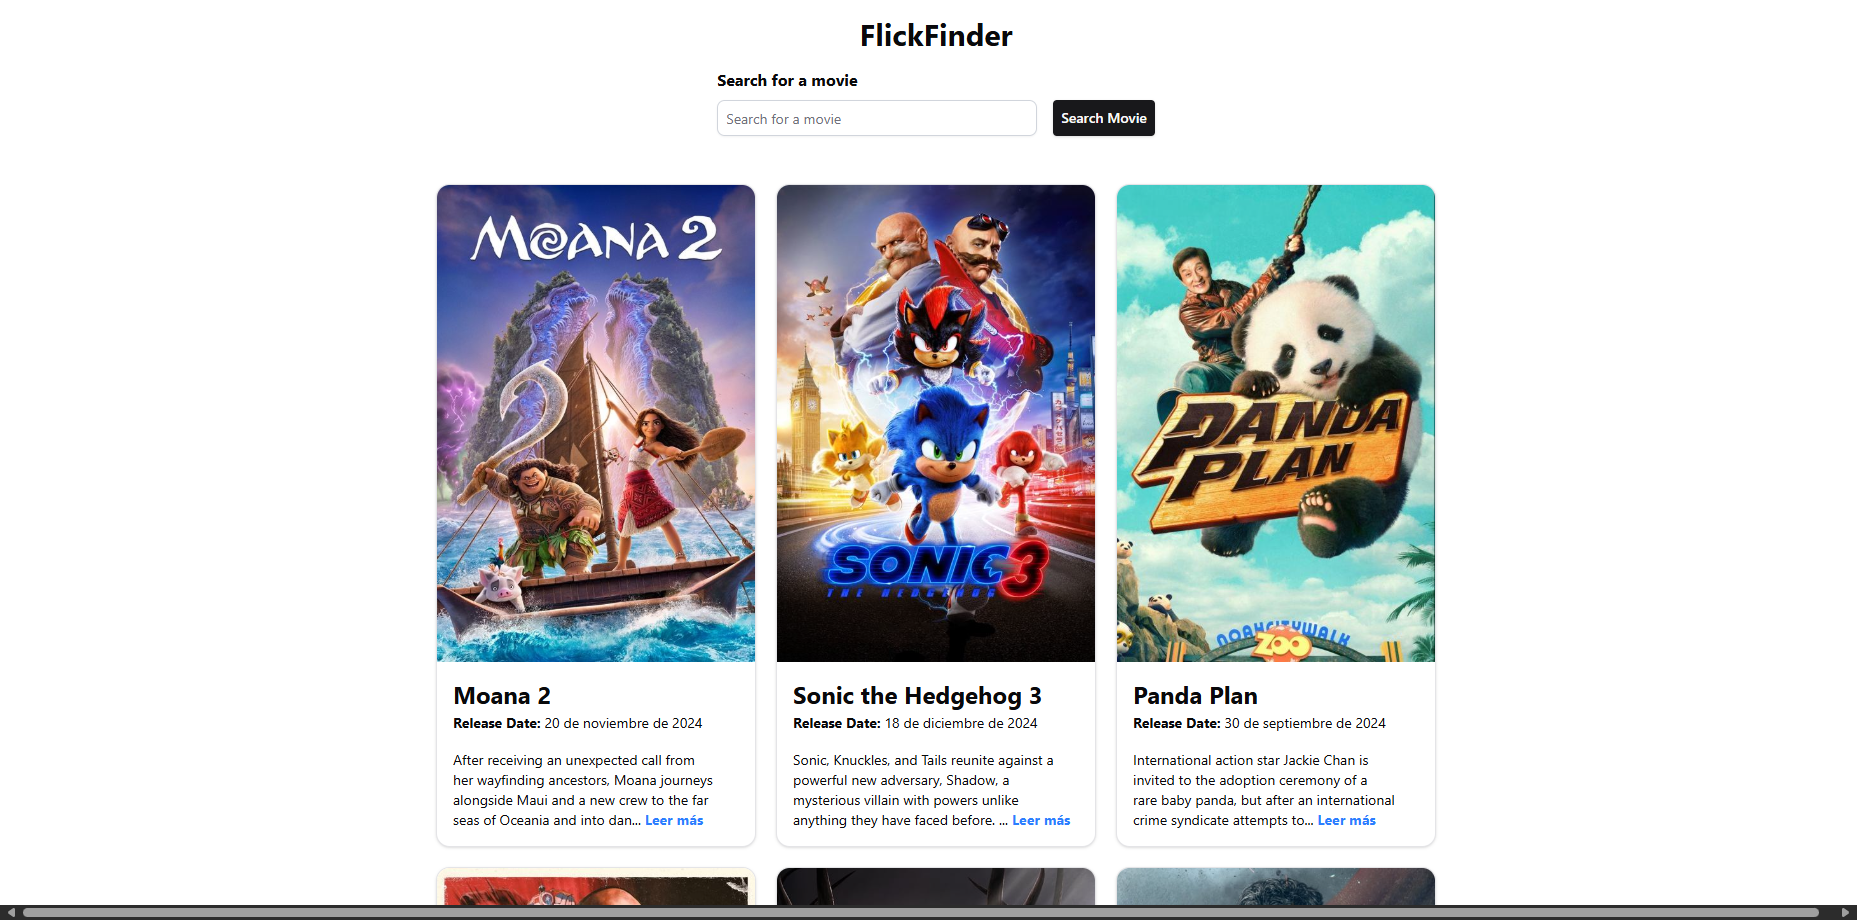 FlickFinder
Search for a movie
Search for a movie
Search Movie
MOANA 2
SONIC 3
THE HEDGEHOG
PANDA
PLAN
NOAH CITYWALK
ZOO
Moana 2
Release Date: 20 de noviembre de 2024
After receiving an unexpected call from
her wayfinding ancestors, Moana journeys
alongside Maui and a new crew to the far
seas of Oceania and into dan... Leer más
Sonic the Hedgehog 3
Release Date: 18 de diciembre de 2024
Sonic, Knuckles, and Tails reunite against a
powerful new adversary, Shadow, a
mysterious villain with powers unlike
anything they have faced before. ... Leer más
Panda Plan
Release Date: 30 de septiembre de 2024
International action star Jackie Chan is
invited to the adoption ceremony of a
rare baby panda, but after an international
crime syndicate attempts to... Leer más